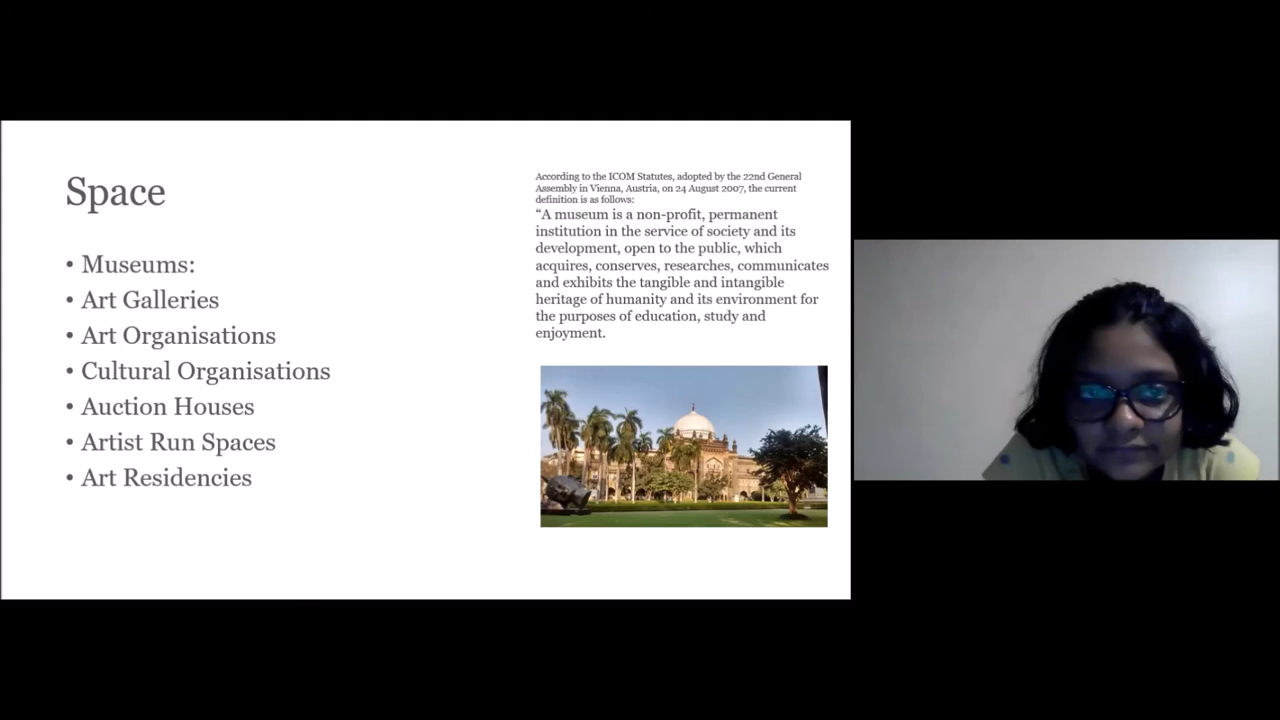 Space
• Museums:
• Art Galleries
• Art Organisations
• Cultural Organisations
• Auction Houses
• Artist Run Spaces
• Art Residencies
According to the ICOM Statutes, adopted by the 22nd General
Assembly in Vienna, Austria, on 24 August 2007, the current
definition is as follows:
“A museum is a non-profit, permanent
institution in the service of society and its
development, open to the public, which
acquires, conserves, researches, communicates
and exhibits the tangible and intangible
heritage of humanity and its environment for
the purposes of education, study and
enjoyment.